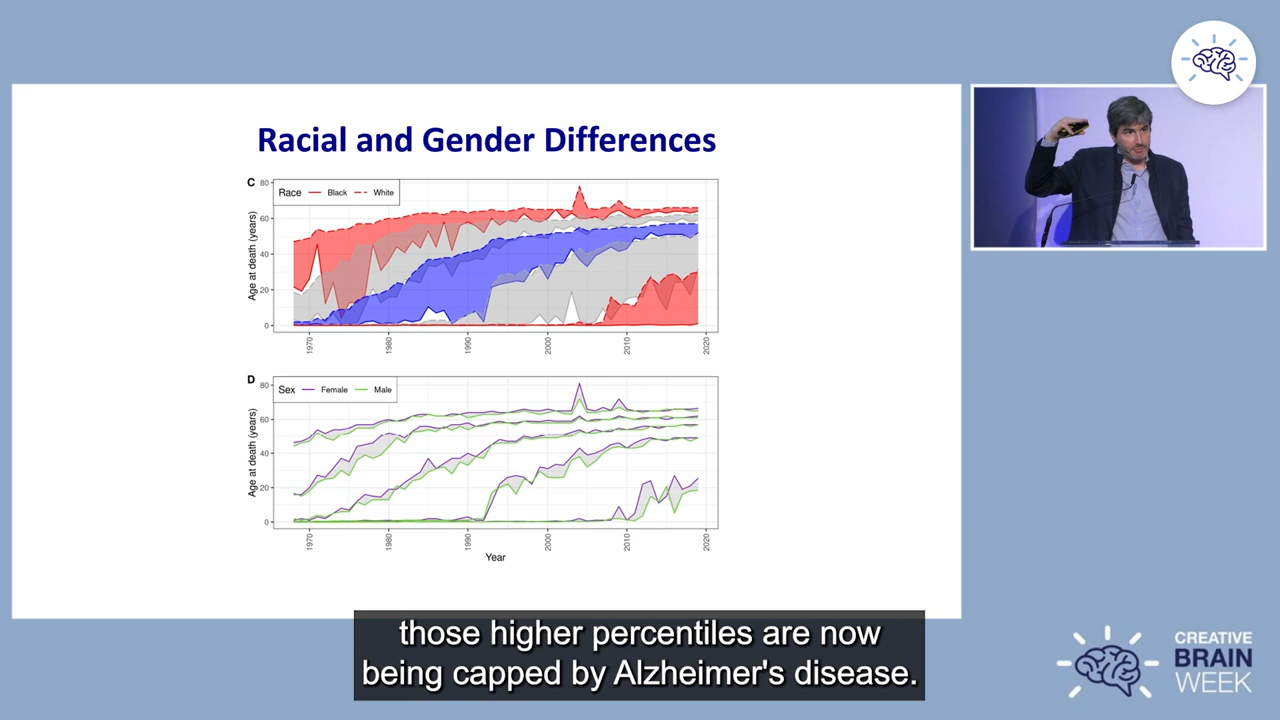 Racial and Gender Differences
C
Race Black White
Age at death (years)
80
60
40
20
0
1970 1980 1990 2000 2010 2020
D
Sex Female Male
Age at death (years)
80
60
40
20
0
1970 1980 1990 2000 2010 2020
Year
those higher percentiles are now
being capped by Alzheimer's disease.
CREATIVE
BRAIN
WEEK